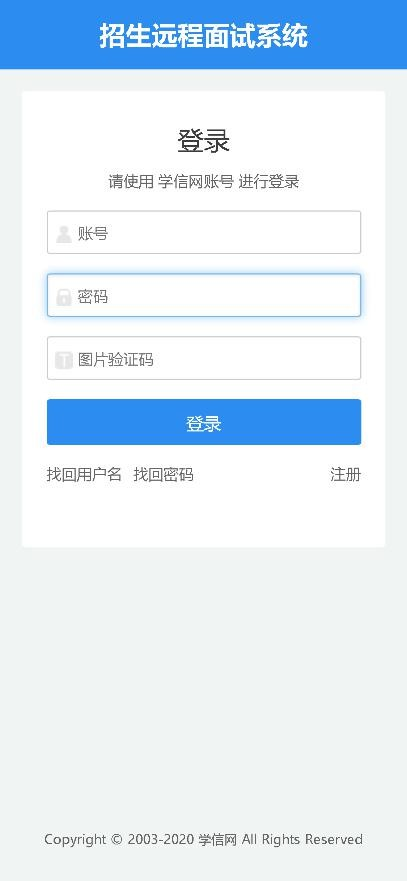 招生远程面试系统
登录
请使用 学信网账号 进行登录
账号
密码
T 图片验证码
登录
找回用户名 找回密码 注册
Copyright © 2003-2020 学信网 All Rights Reserved